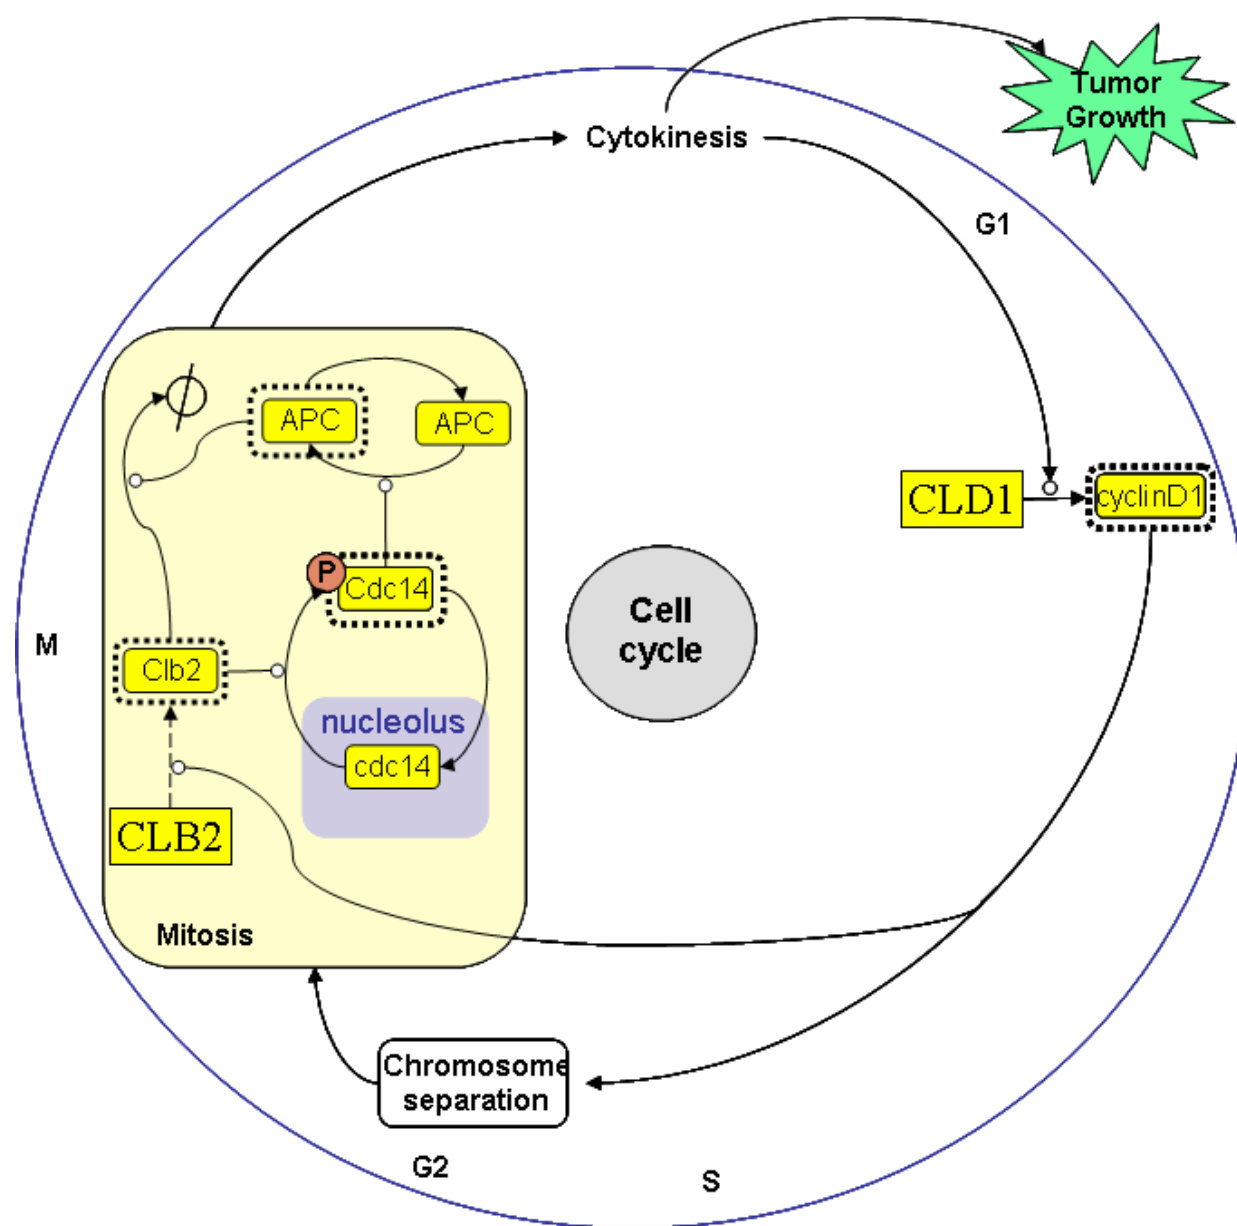 Tumor
Growth
Cytokinesis
G1
APC
APC
CLD1
cyclinD1
P
Cdc14
Cell
cycle
M
Clb2
nucleolus
cdc14
CLB2
Mitosis
Chromosome
separation
G2
S